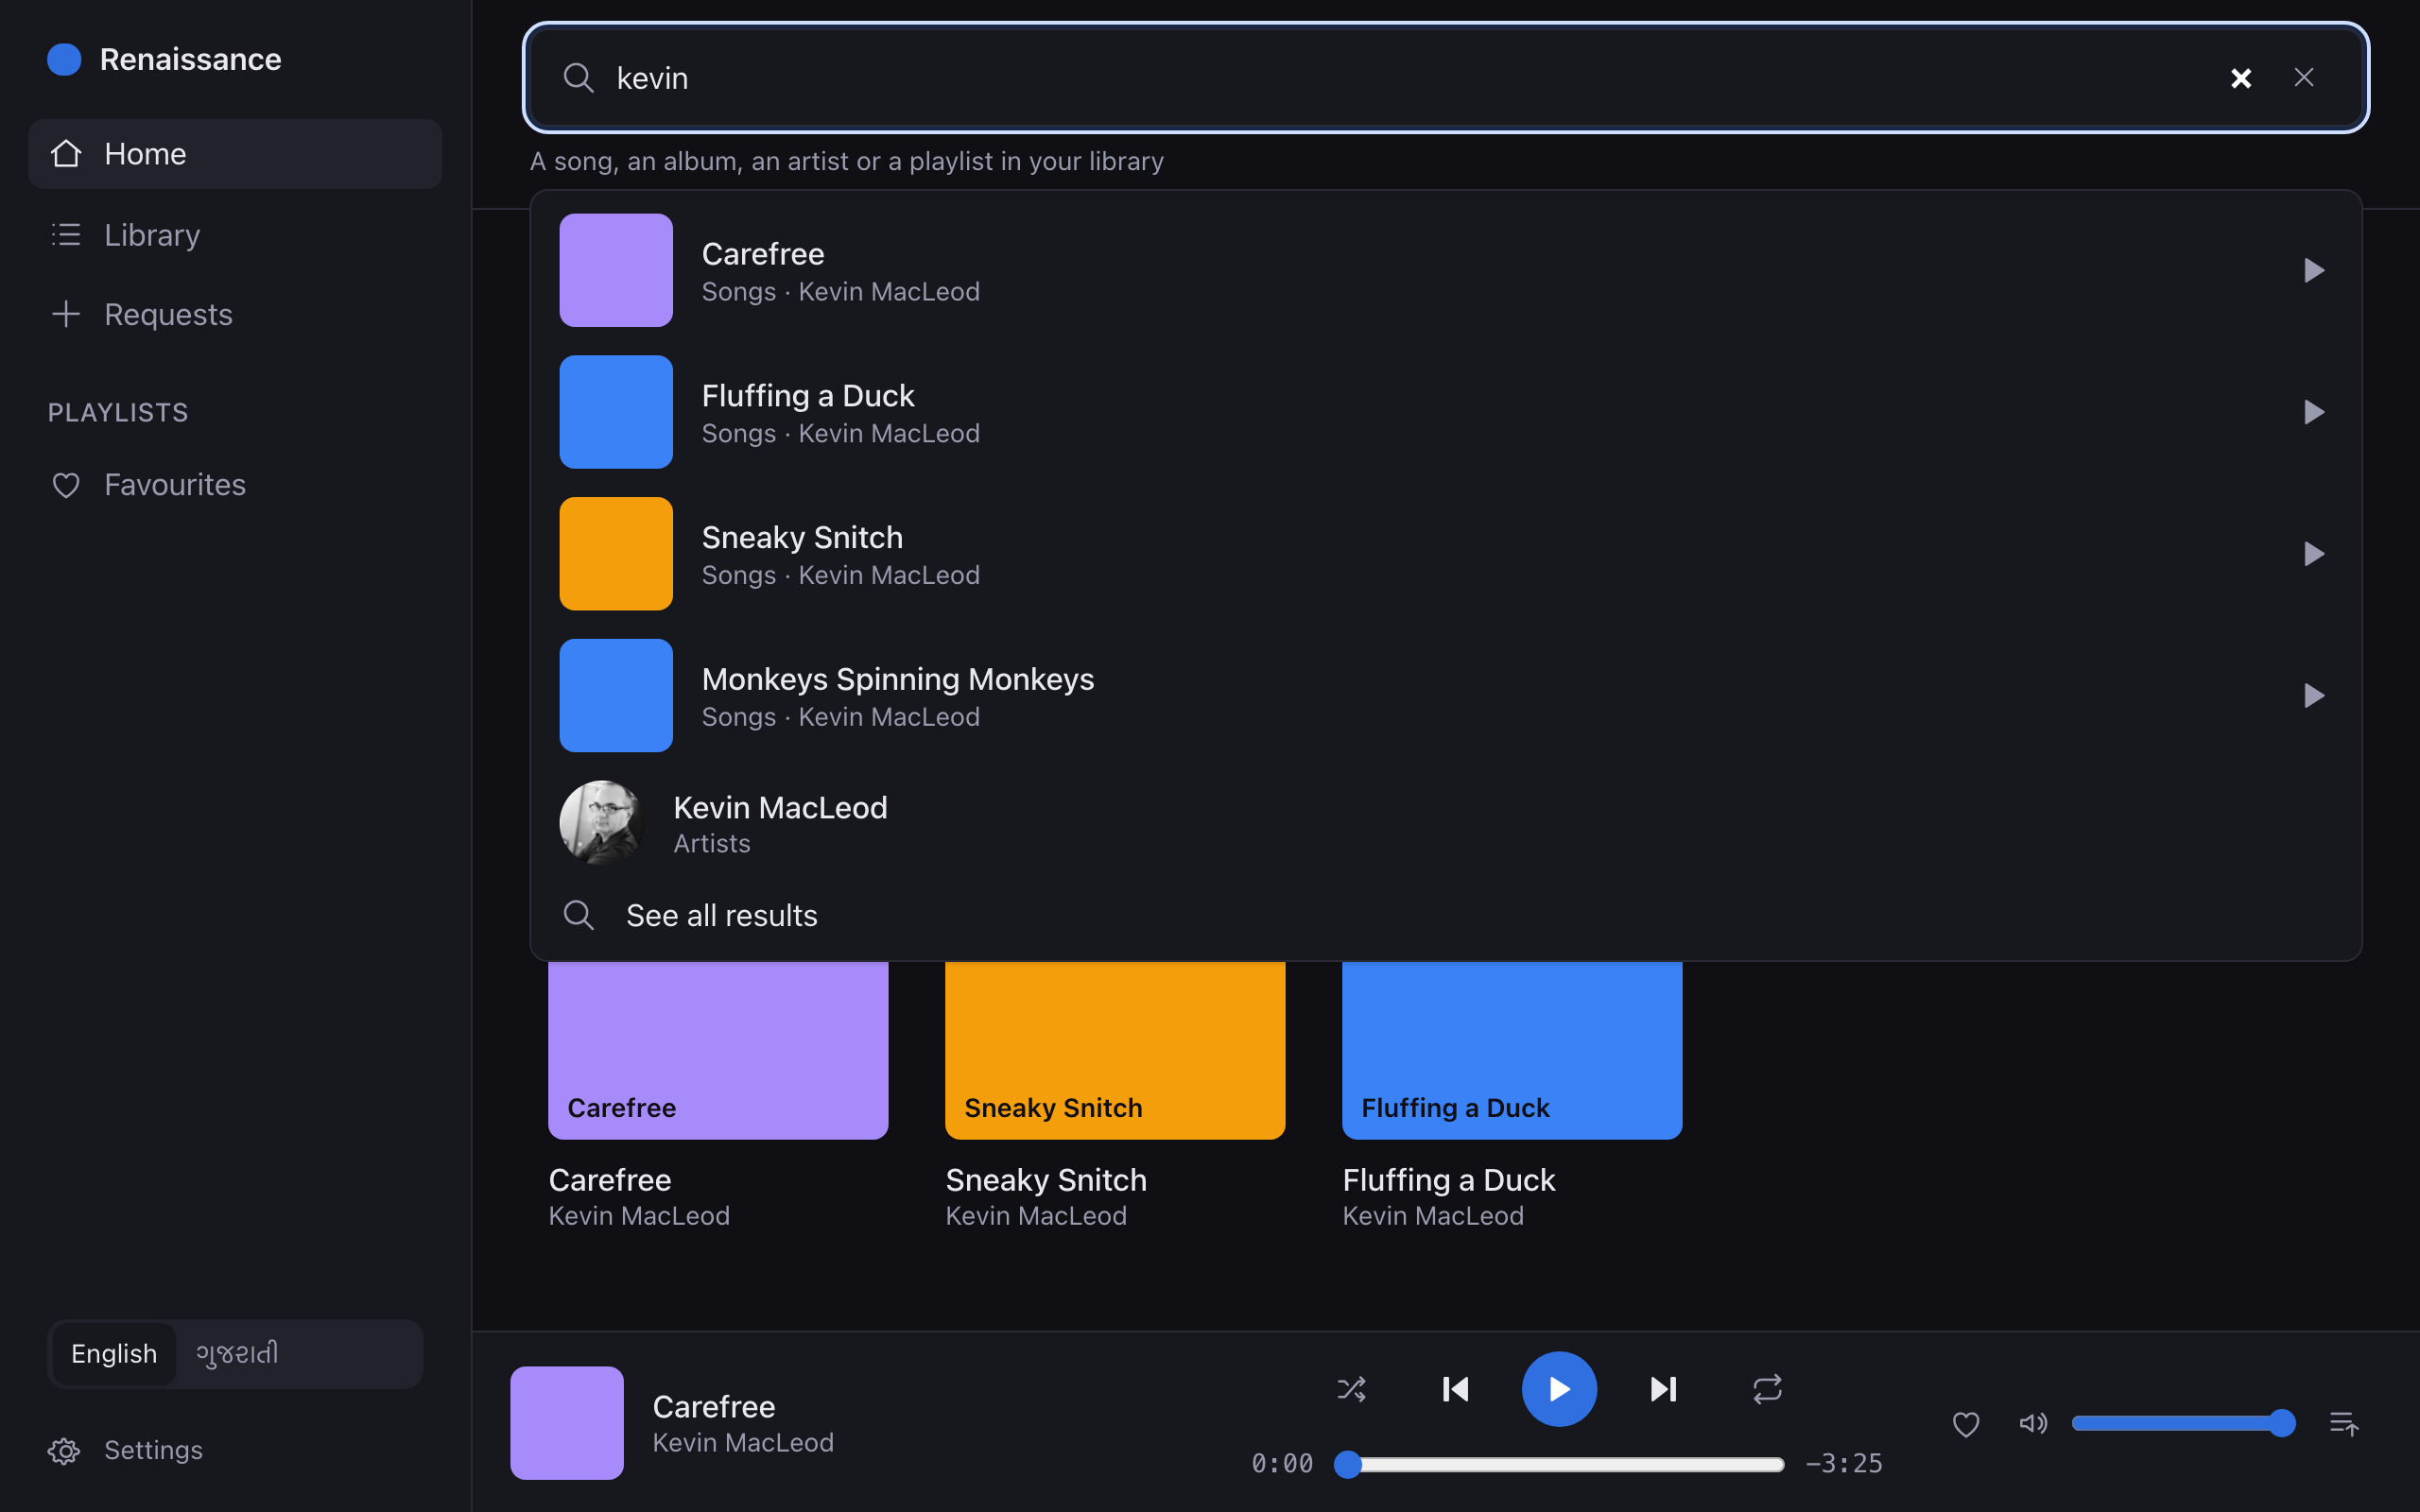 Renaissance
Home
Library
Requests
PLAYLISTS
Favourites
English
ગુજરાતી
Settings
kevin
A song, an album, an artist or a playlist in your library
Carefree
Songs · Kevin MacLeod
Fluffing a Duck
Songs · Kevin MacLeod
Sneaky Snitch
Songs · Kevin MacLeod
Monkeys Spinning Monkeys
Songs · Kevin MacLeod
Kevin MacLeod
Artists
See all results
Carefree
Carefree
Kevin MacLeod
Sneaky Snitch
Sneaky Snitch
Kevin MacLeod
Fluffing a Duck
Fluffing a Duck
Kevin MacLeod
Carefree
Kevin MacLeod
0:00
−3:25